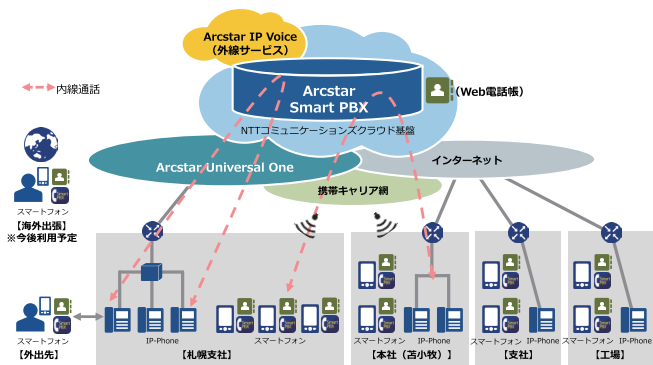 Arcstar IP Voice
(外線サービス)
内線通話
Arcstar
Smart PBX
(Web電話帳)
NTTコミュニケーションズクラウド基盤
Arcstar Universal One
インターネット
携帯キャリア網
スマートフォン
【海外出張】
※今後利用予定
スマートフォン
【外出先】
IP-Phone
スマートフォン
【札幌支社】
スマートフォン
IP-Phone
【本社(苫小牧)】
スマートフォン
IP-Phone
【支社】
スマートフォン
IP-Phone
【工場】